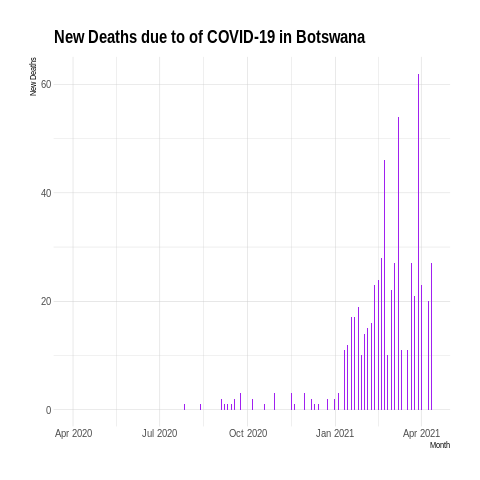 New Deaths due to of COVID-19 in Botswana
New Deaths
60
40
20
0
Apr 2020 Jul 2020 Oct 2020 Jan 2021 Apr 2021
Month